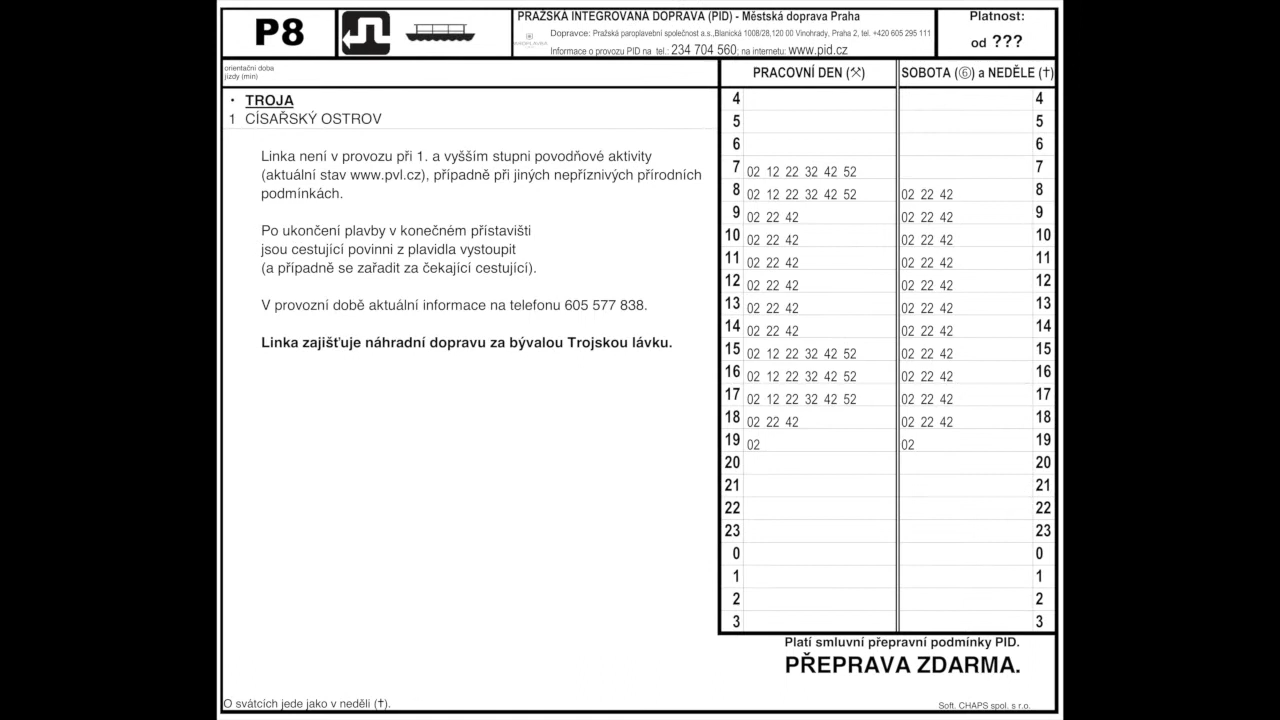 P8
PRAŽSKÁ INTEGROVANÁ DOPRAVA (PID) - Městská doprava Praha
Dopravce: Pražská paroplavební společnost a.s.,Blanická 1008/28,120 00 Vinohrady, Praha 2, tel. +420 605 295 111
Informace o provozu PID na tel.: 234 704 560; na internetu: www.pid.cz
Platnost:
od ???
orientační doba
jízdy (min)
PRACOVNÍ DEN (⚒) SOBOTA (⑥) a NEDĚLE (†)
• TROJA
1 CÍSAŘSKÝ OSTROV
Linka není v provozu při 1. a vyšším stupni povodňové aktivity
(aktuální stav www.pvl.cz), případně při jiných nepříznivých přírodních
podmínkách.
Po ukončení plavby v konečném přístavišti
jsou cestující povinni z plavidla vystoupit
(a případně se zařadit za čekající cestující).
V provozní době aktuální informace na telefonu 605 577 838.
Linka zajišťuje náhradní dopravu za bývalou Trojskou lávku.
4 4
5 5
6 6
7 02 12 22 32 42 52 7
8 02 12 22 32 42 52 02 22 42 8
9 02 22 42 02 22 42 9
10 02 22 42 02 22 42 10
11 02 22 42 02 22 42 11
12 02 22 42 02 22 42 12
13 02 22 42 02 22 42 13
14 02 22 42 02 22 42 14
15 02 12 22 32 42 52 02 22 42 15
16 02 12 22 32 42 52 02 22 42 16
17 02 12 22 32 42 52 02 22 42 17
18 02 22 42 02 22 42 18
19 02 02 19
20 20
21 21
22 22
23 23
0 0
1 1
2 2
3 3
Platí smluvní přepravní podmínky PID.
PŘEPRAVA ZDARMA.
O svátcích jede jako v neděli (†).
Soft. CHAPS spol. s r.o.